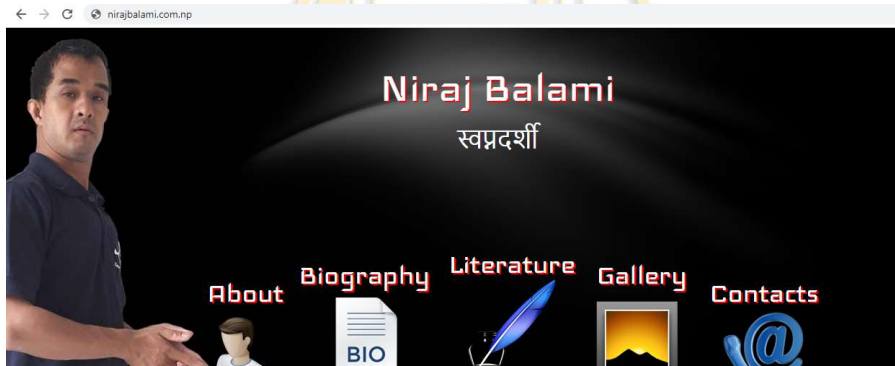 nirajbalami.com.np
Niraj Balami
स्वप्नदर्शी
About
Biography
Literature
Gallery
Contacts
BIO